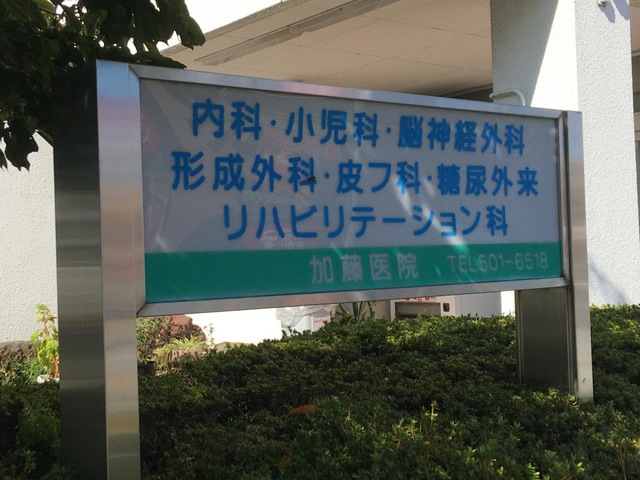 内科・小児科・脳神経外科
形成外科・皮フ科・糖尿外来
リハビリテーション科
加藤医院 TEL501-6518